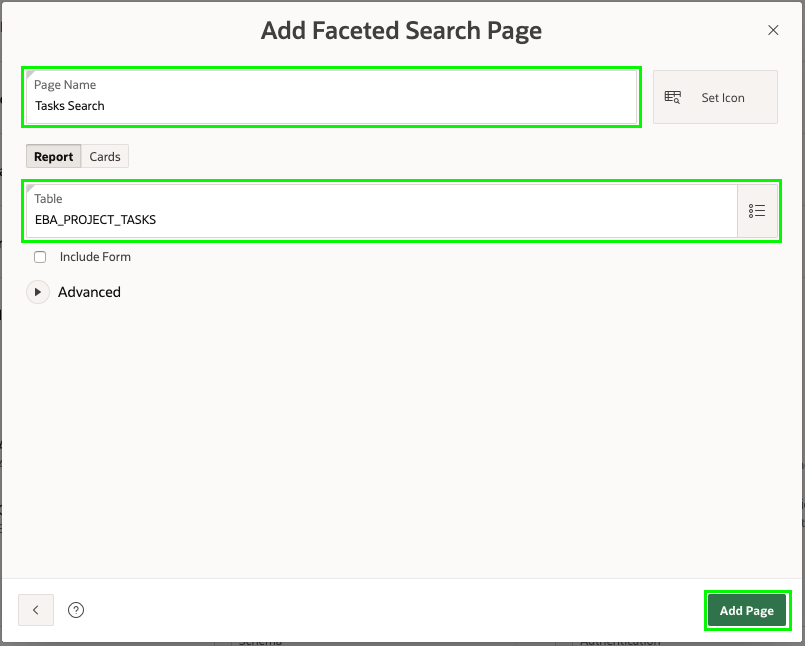 Add Faceted Search Page
Page Name
Tasks Search
Set Icon
Report Cards
Table
EBA_PROJECT_TASKS
Include Form
Advanced
Add Page